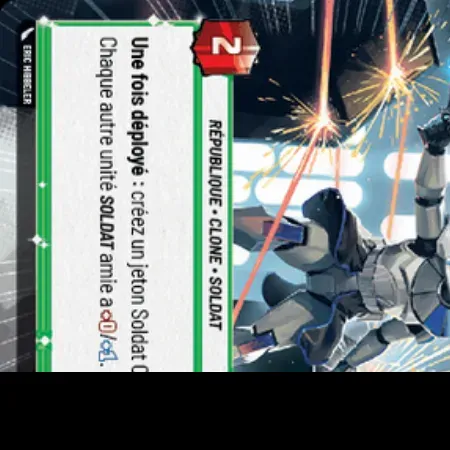 2
RÉPUBLIQUE • CLONE • SOLDAT
Une fois déployé : créez un jeton Soldat
Chaque autre unité SOLDAT amie a +0/+1.
ERIC HIBBELER